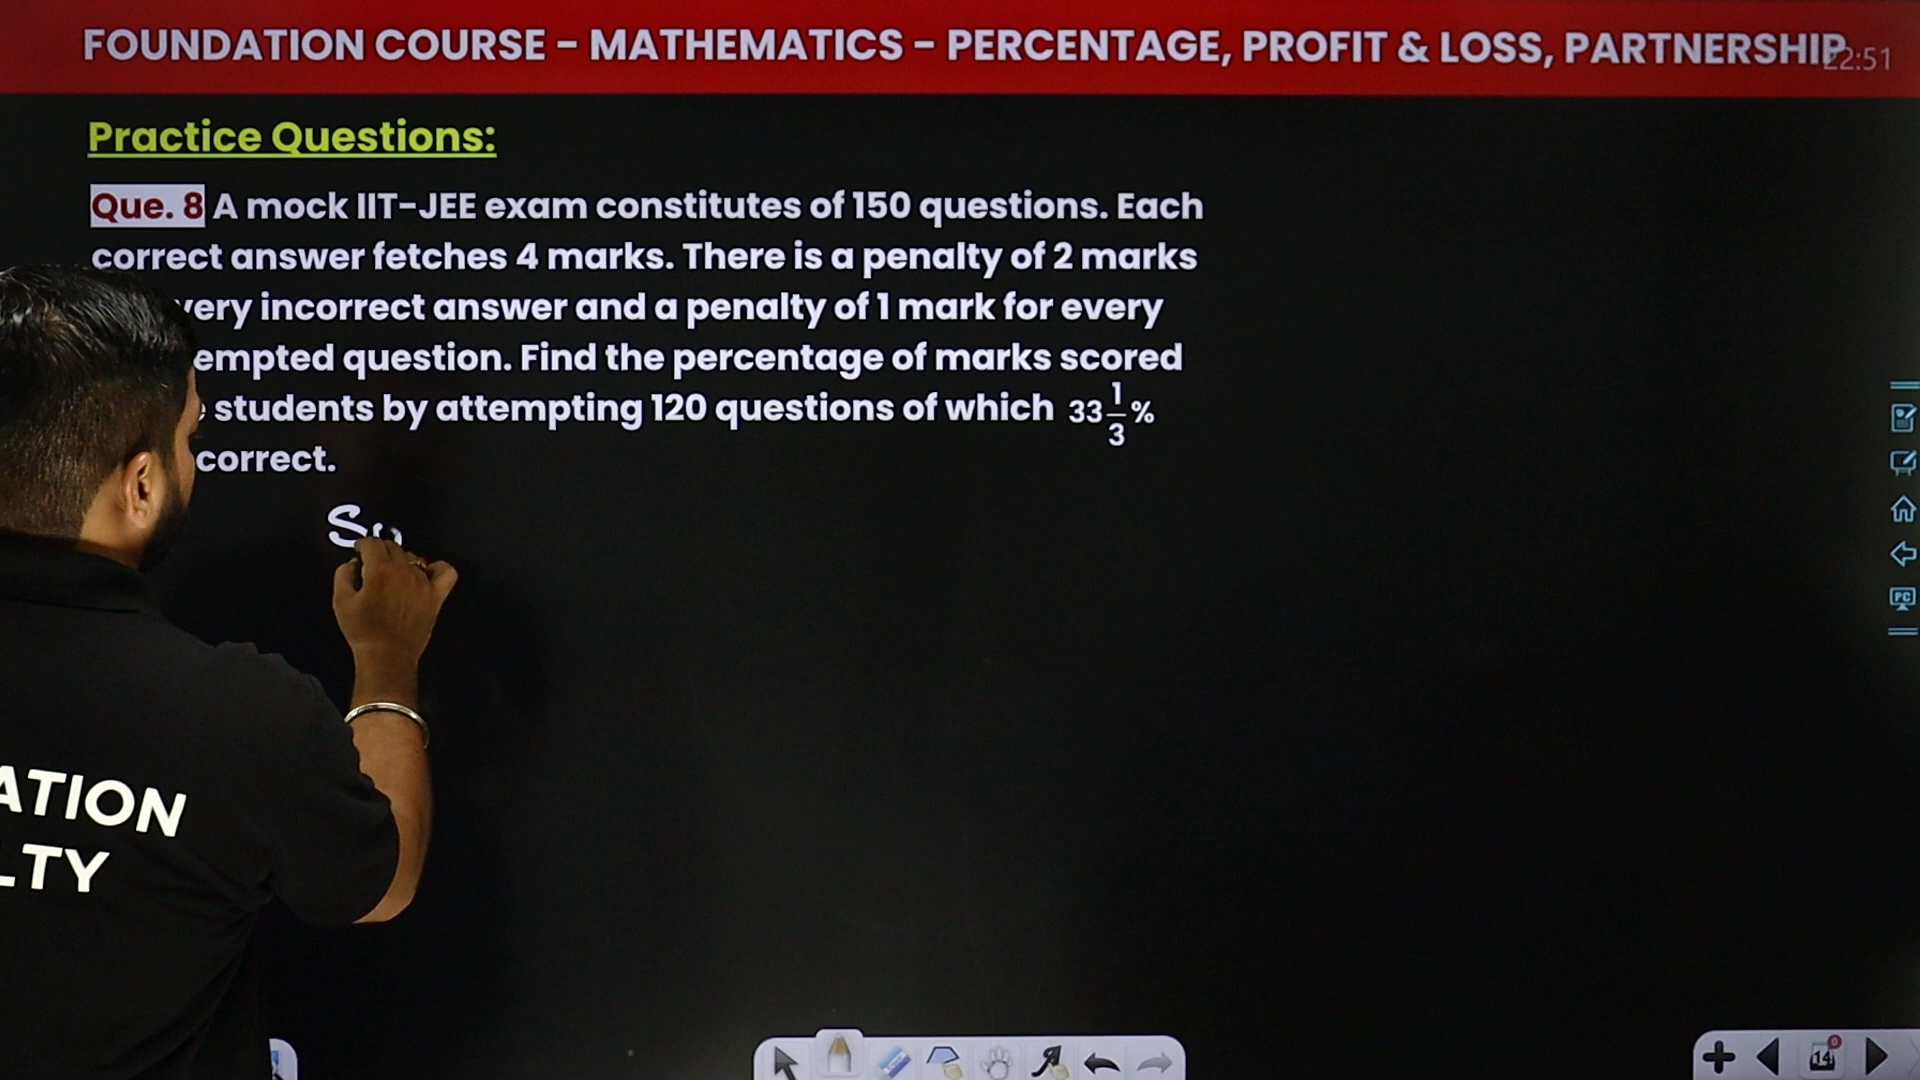 FOUNDATION COURSE - MATHEMATICS - PERCENTAGE, PROFIT & LOSS, PARTNERSHIP
22:51
Practice Questions:
Que. 8 A mock IIT-JEE exam constitutes of 150 questions. Each
correct answer fetches 4 marks. There is a penalty of 2 marks
very incorrect answer and a penalty of 1 mark for every
empted question. Find the percentage of marks scored
students by attempting 120 questions of which 33 1/3 %
correct.
ATION
LTY
PC
14